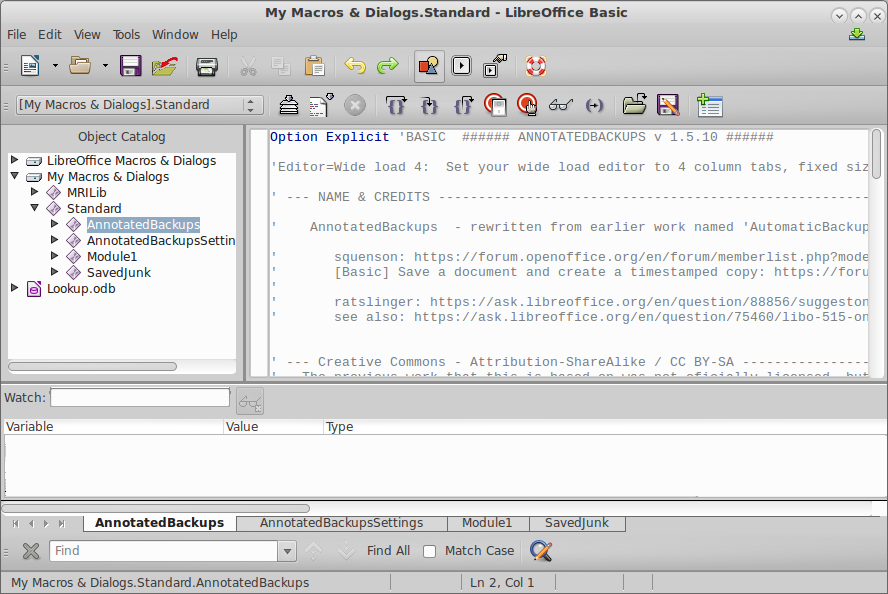 My Macros & Dialogs.Standard - LibreOffice Basic
File Edit View Tools Window Help
[My Macros & Dialogs].Standard
Object Catalog
LibreOffice Macros & Dialogs
My Macros & Dialogs
MRILib
Standard
AnnotatedBackups
AnnotatedBackupsSettin
Module1
SavedJunk
Lookup.odb
Option Explicit 'BASIC ###### ANNOTATEDBACKUPS v 1.5.10 ######
'Editor=Wide load 4: Set your wide load editor to 4 column tabs, fixed siz
' --- NAME & CREDITS ------------------------------------------------------
' AnnotatedBackups - rewritten from earlier work named 'AutomaticBackup
' squenson: https://forum.openoffice.org/en/forum/memberlist.php?mode
' [Basic] Save a document and create a timestamped copy: https://foru
'
' ratslinger: https://ask.libreoffice.org/en/question/88856/suggeston
' see also: https://ask.libreoffice.org/en/question/75460/libo-515-on
' --- Creative Commons - Attribution-ShareAlike / CC BY-SA ----------------
' The previous work that this is based on was not oficially licensed, but
Watch:
Variable Value Type
AnnotatedBackups AnnotatedBackupsSettings Module1 SavedJunk
Find Find All Match Case
My Macros & Dialogs.Standard.AnnotatedBackups Ln 2, Col 1